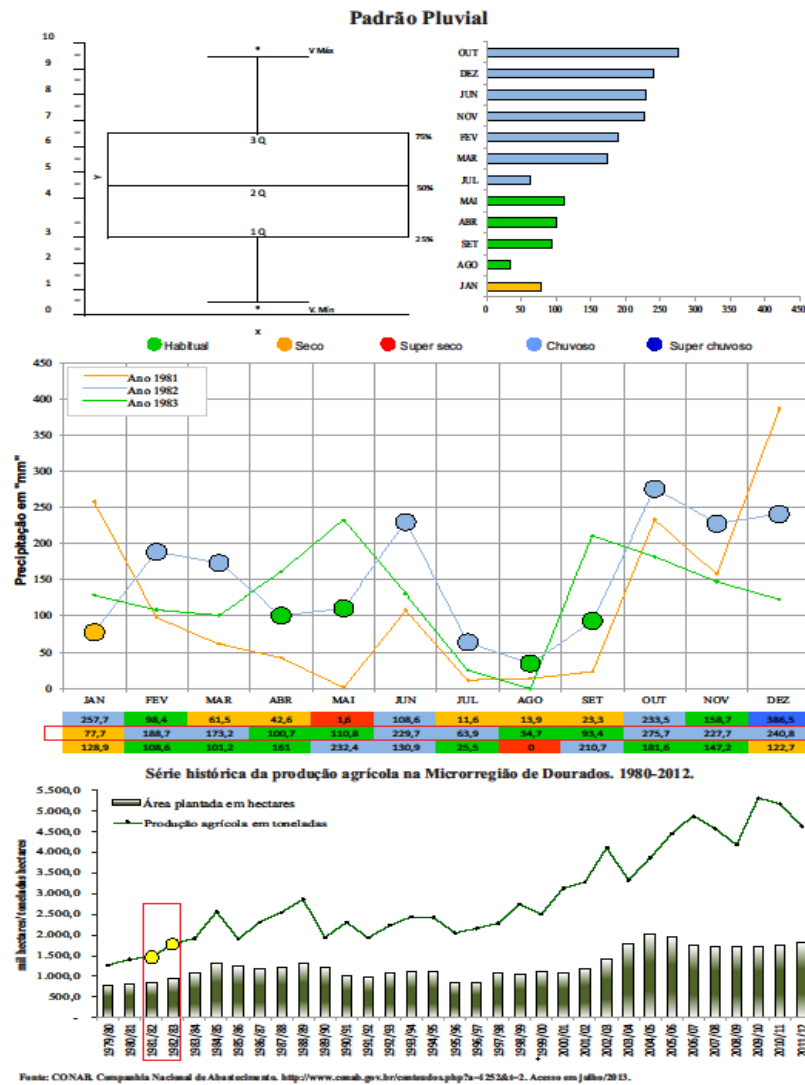 Padrão Pluvial
10
9
8
7
6
5
4
3
2
1
0
Y
X
V Máx
3 Q
75%
2 Q
50%
1 Q
25%
V. Mín
OUT
DEZ
JUN
NOV
FEV
MAR
JUL
MAI
ABR
SET
AGO
JAN
0 50 100 150 200 250 300 350 400 450
Habitual Seco Super seco Chuvoso Super chuvoso
Precipitação em "mm"
450
400
350
300
250
200
150
100
50
0
Ano 1981
Ano 1982
Ano 1983
JAN FEV MAR ABR MAI JUN JUL AGO SET OUT NOV DEZ
257,7 98,4 61,5 42,6 1,6 108,6 11,6 13,9 23,3 233,5 158,7 386,5
77,7 188,7 173,2 100,7 110,8 229,7 63,9 34,7 93,4 275,7 227,7 240,8
128,9 108,6 101,2 161 232,4 130,9 25,5 0 210,7 181,6 147,2 122,7
Série histórica da produção agrícola na Microrregião de Dourados. 1980-2012.
mil hectares/toneladas hectares
5.500,0
5.000,0
4.500,0
4.000,0
3.500,0
3.000,0
2.500,0
2.000,0
1.500,0
1.000,0
500,0
-
Área plantada em hectares
Produção agrícola em toneladas
1979/80 1980/81 1981/82 1982/83 1983/84 1984/85 1985/86 1986/87 1987/88 1988/89 1989/90 1990/91 1991/92 1992/93 1993/94 1994/95 1995/96 1996/97 1997/98 1998/99 *1999/00 2000/01 2001/02 2002/03 2003/04 2004/05 2005/06 2006/07 2007/08 2008/09 2009/10 2010/11 2011/12
Fonte: CONAB. Companhia Nacional de Abastecimento. http://www.conab.gov.br/conteudos.php?a=1252&t=2. Acesso em julho/2013.